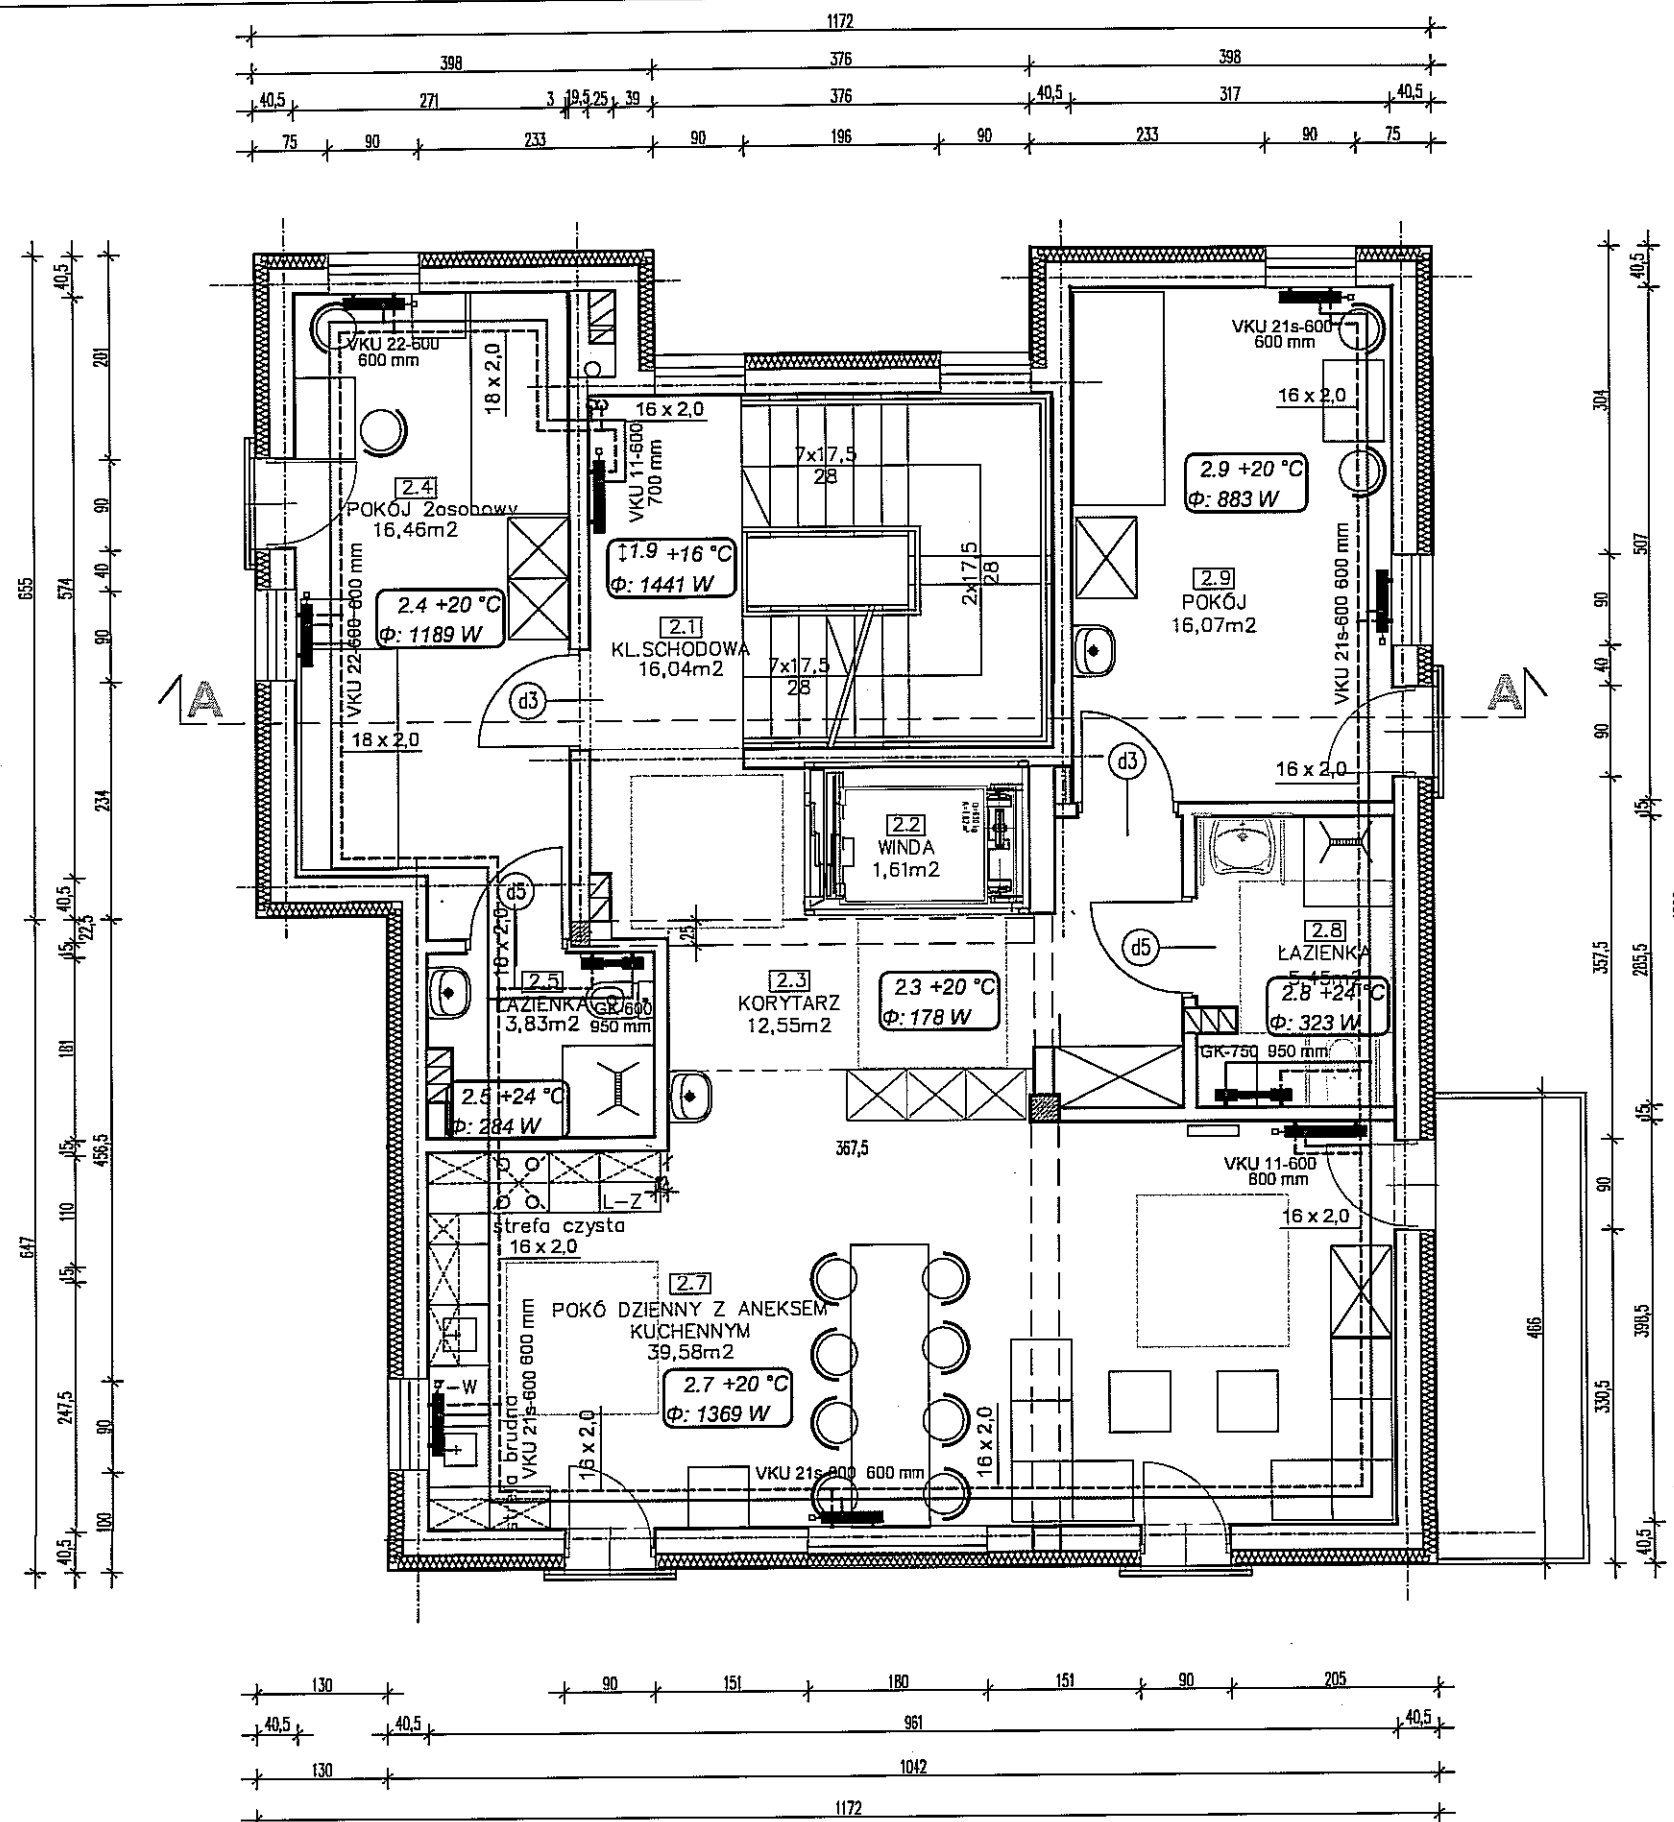 1172
398
376
398
40,5
271
3
19,5
25
39
376
40,5
317
40,5
75
90
233
90
196
90
233
90
75
655
647
40,5
574
40,5
22,5
15
181
15
110
15
247,5
40,5
201
90
40
90
234
456,5
90
100
VKU 22-600
600 mm
18 x 2,0
16 x 2,0
VKU 11-600
700 mm
7x17,5
28
2x17,5
28
7x17,5
28
VKU 21s-600
600 mm
16 x 2,0
2.9 +20 °C
Φ: 883 W
2.4
POKÓJ 2osobowy
16,46m2
1.9 +16 °C
Φ: 1441 W
2.4 +20 °C
Φ: 1189 W
VKU 22-600 600 mm
18 x 2,0
2.1
KL.SCHODOWA
16,04m2
2.9
POKÓJ
16,07m2
VKU 21s-600 600 mm
16 x 2,0
A
A
d3
d3
2.2
WINDA
1,61m2
d5
d5
16 x 2,0
25
2.5
ŁAZIENKA
3,83m2
GK-600
950 mm
2.5 +24 °C
Φ: 284 W
2.3
KORYTARZ
12,55m2
2.3 +20 °C
Φ: 178 W
2.8
ŁAZIENKA
5,45m2
2.8 +24 °C
Φ: 323 W
GK-750 950 mm
367,5
VKU 11-600
800 mm
16 x 2,0
L-Z
strefa czysta
16 x 2,0
2.7
POKÓ DZIENNY Z ANEKSEM
KUCHENNYM
39,58m2
2.7 +20 °C
Φ: 1369 W
-W
brudna
VKU 21s-600 600 mm
16 x 2,0
VKU 21s-600 600 mm
16 x 2,0
304
90
40
90
357,5
90
330,5
40,5
507
15
285,5
15
398,5
40,5
466
130
90
151
180
151
90
205
40,5
40,5
961
40,5
130
1042
1172